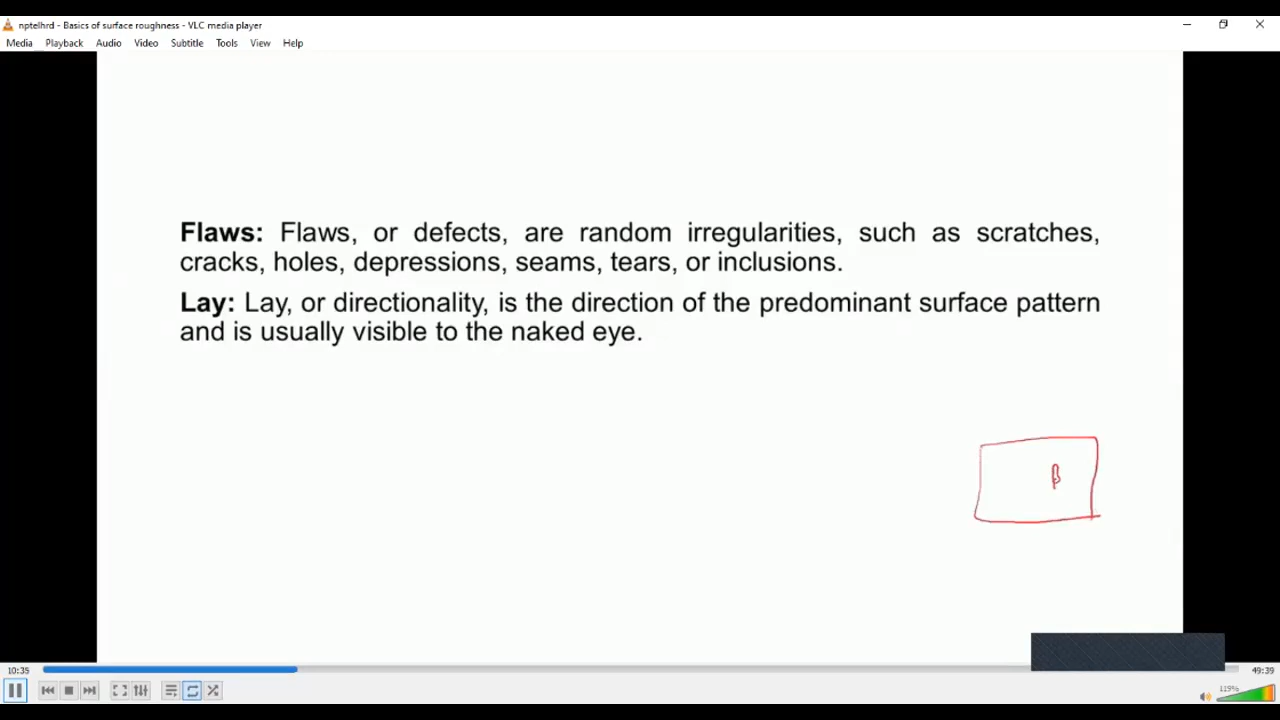 nptelhrd - Basics of surface roughness - VLC media player
Media Playback Audio Video Subtitle Tools View Help
Flaws: Flaws, or defects, are random irregularities, such as scratches,
cracks, holes, depressions, seams, tears, or inclusions.
Lay: Lay, or directionality, is the direction of the predominant surface pattern
and is usually visible to the naked eye.
10:39 49:39
119%